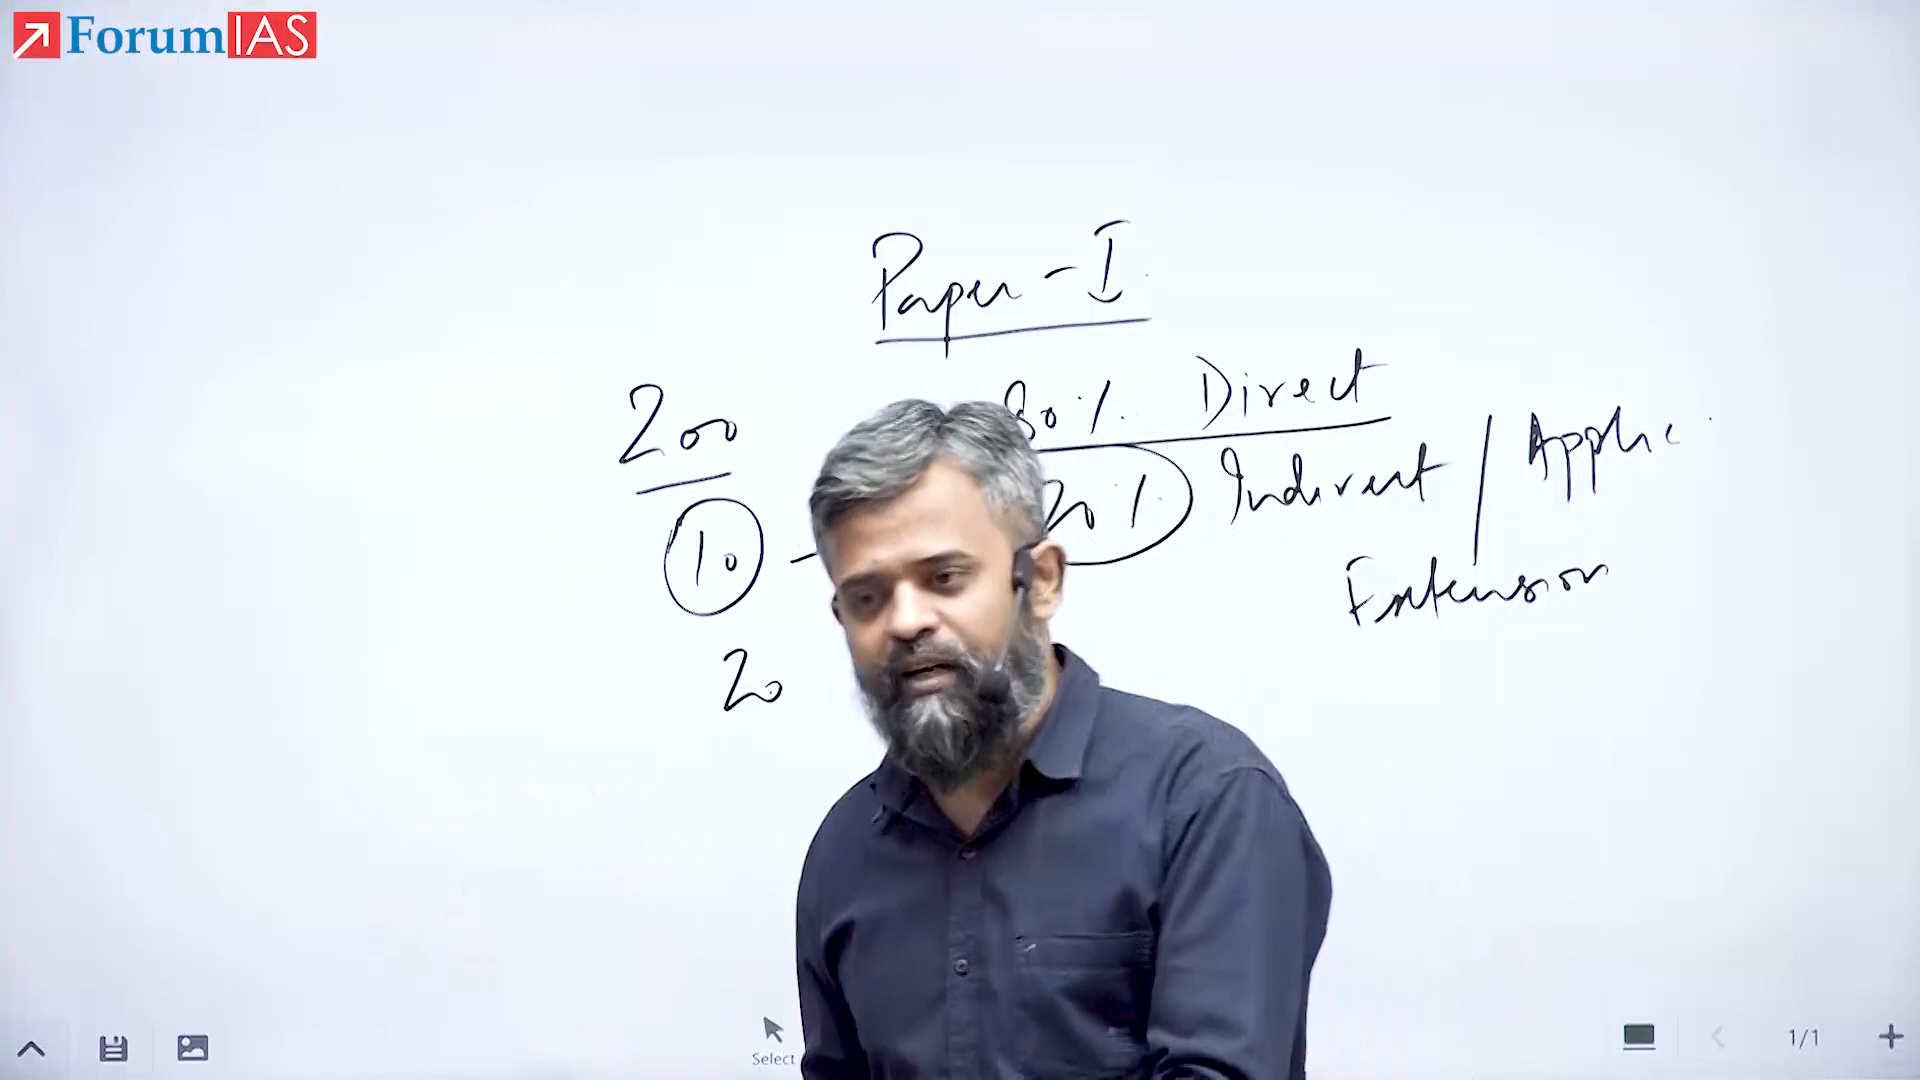 ForumIAS
Paper - I
200 80% Direct
10 - 20% Indirect / Applic
Extension
20
Select
1/1